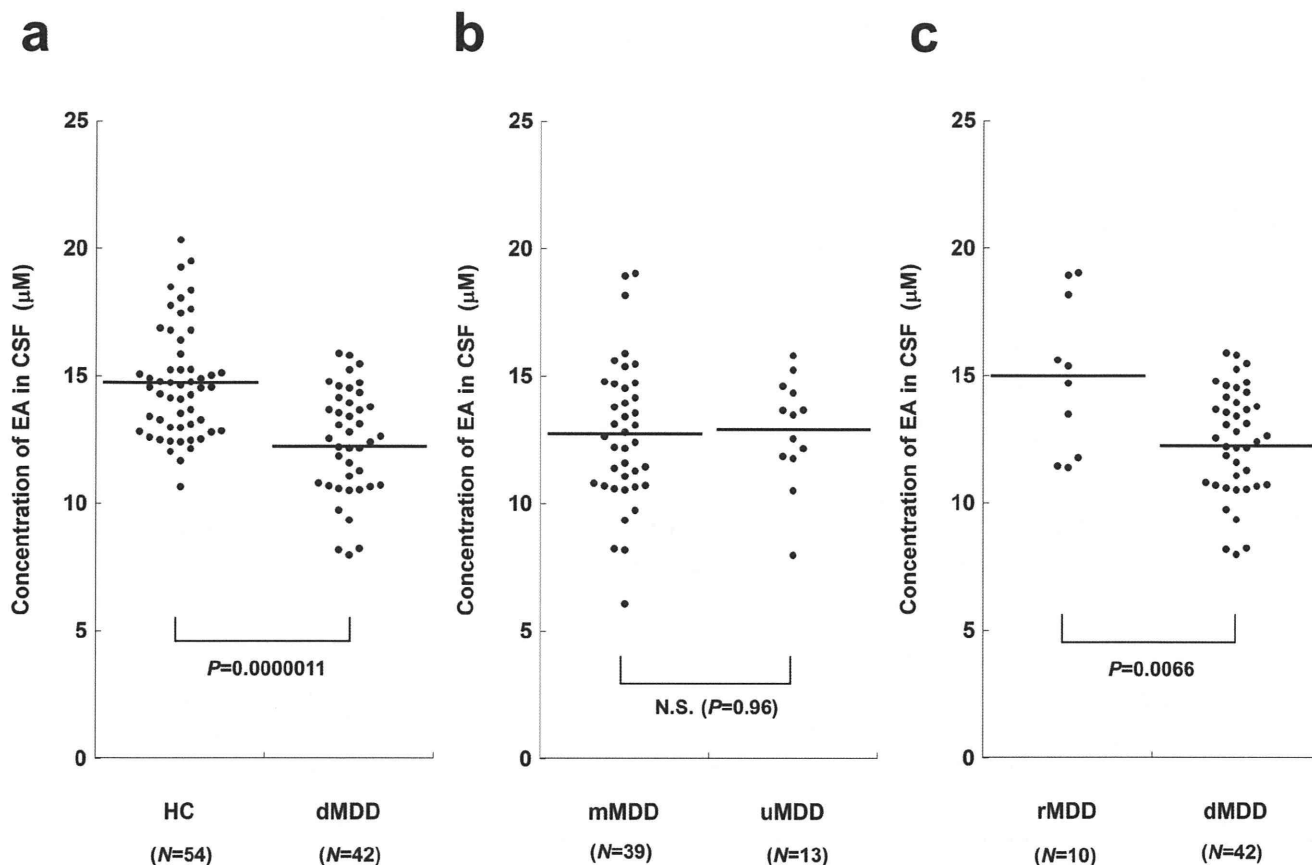 a
Concentration of EA in CSF (μM)
25
20
15
10
5
0
P=0.0000011
HC
dMDD
(N=54)
(N=42)
b
Concentration of EA in CSF (μM)
25
20
15
10
5
0
N.S. (P=0.96)
mMDD
uMDD
(N=39)
(N=13)
c
Concentration of EA in CSF (μM)
25
20
15
10
5
0
P=0.0066
rMDD
dMDD
(N=10)
(N=42)